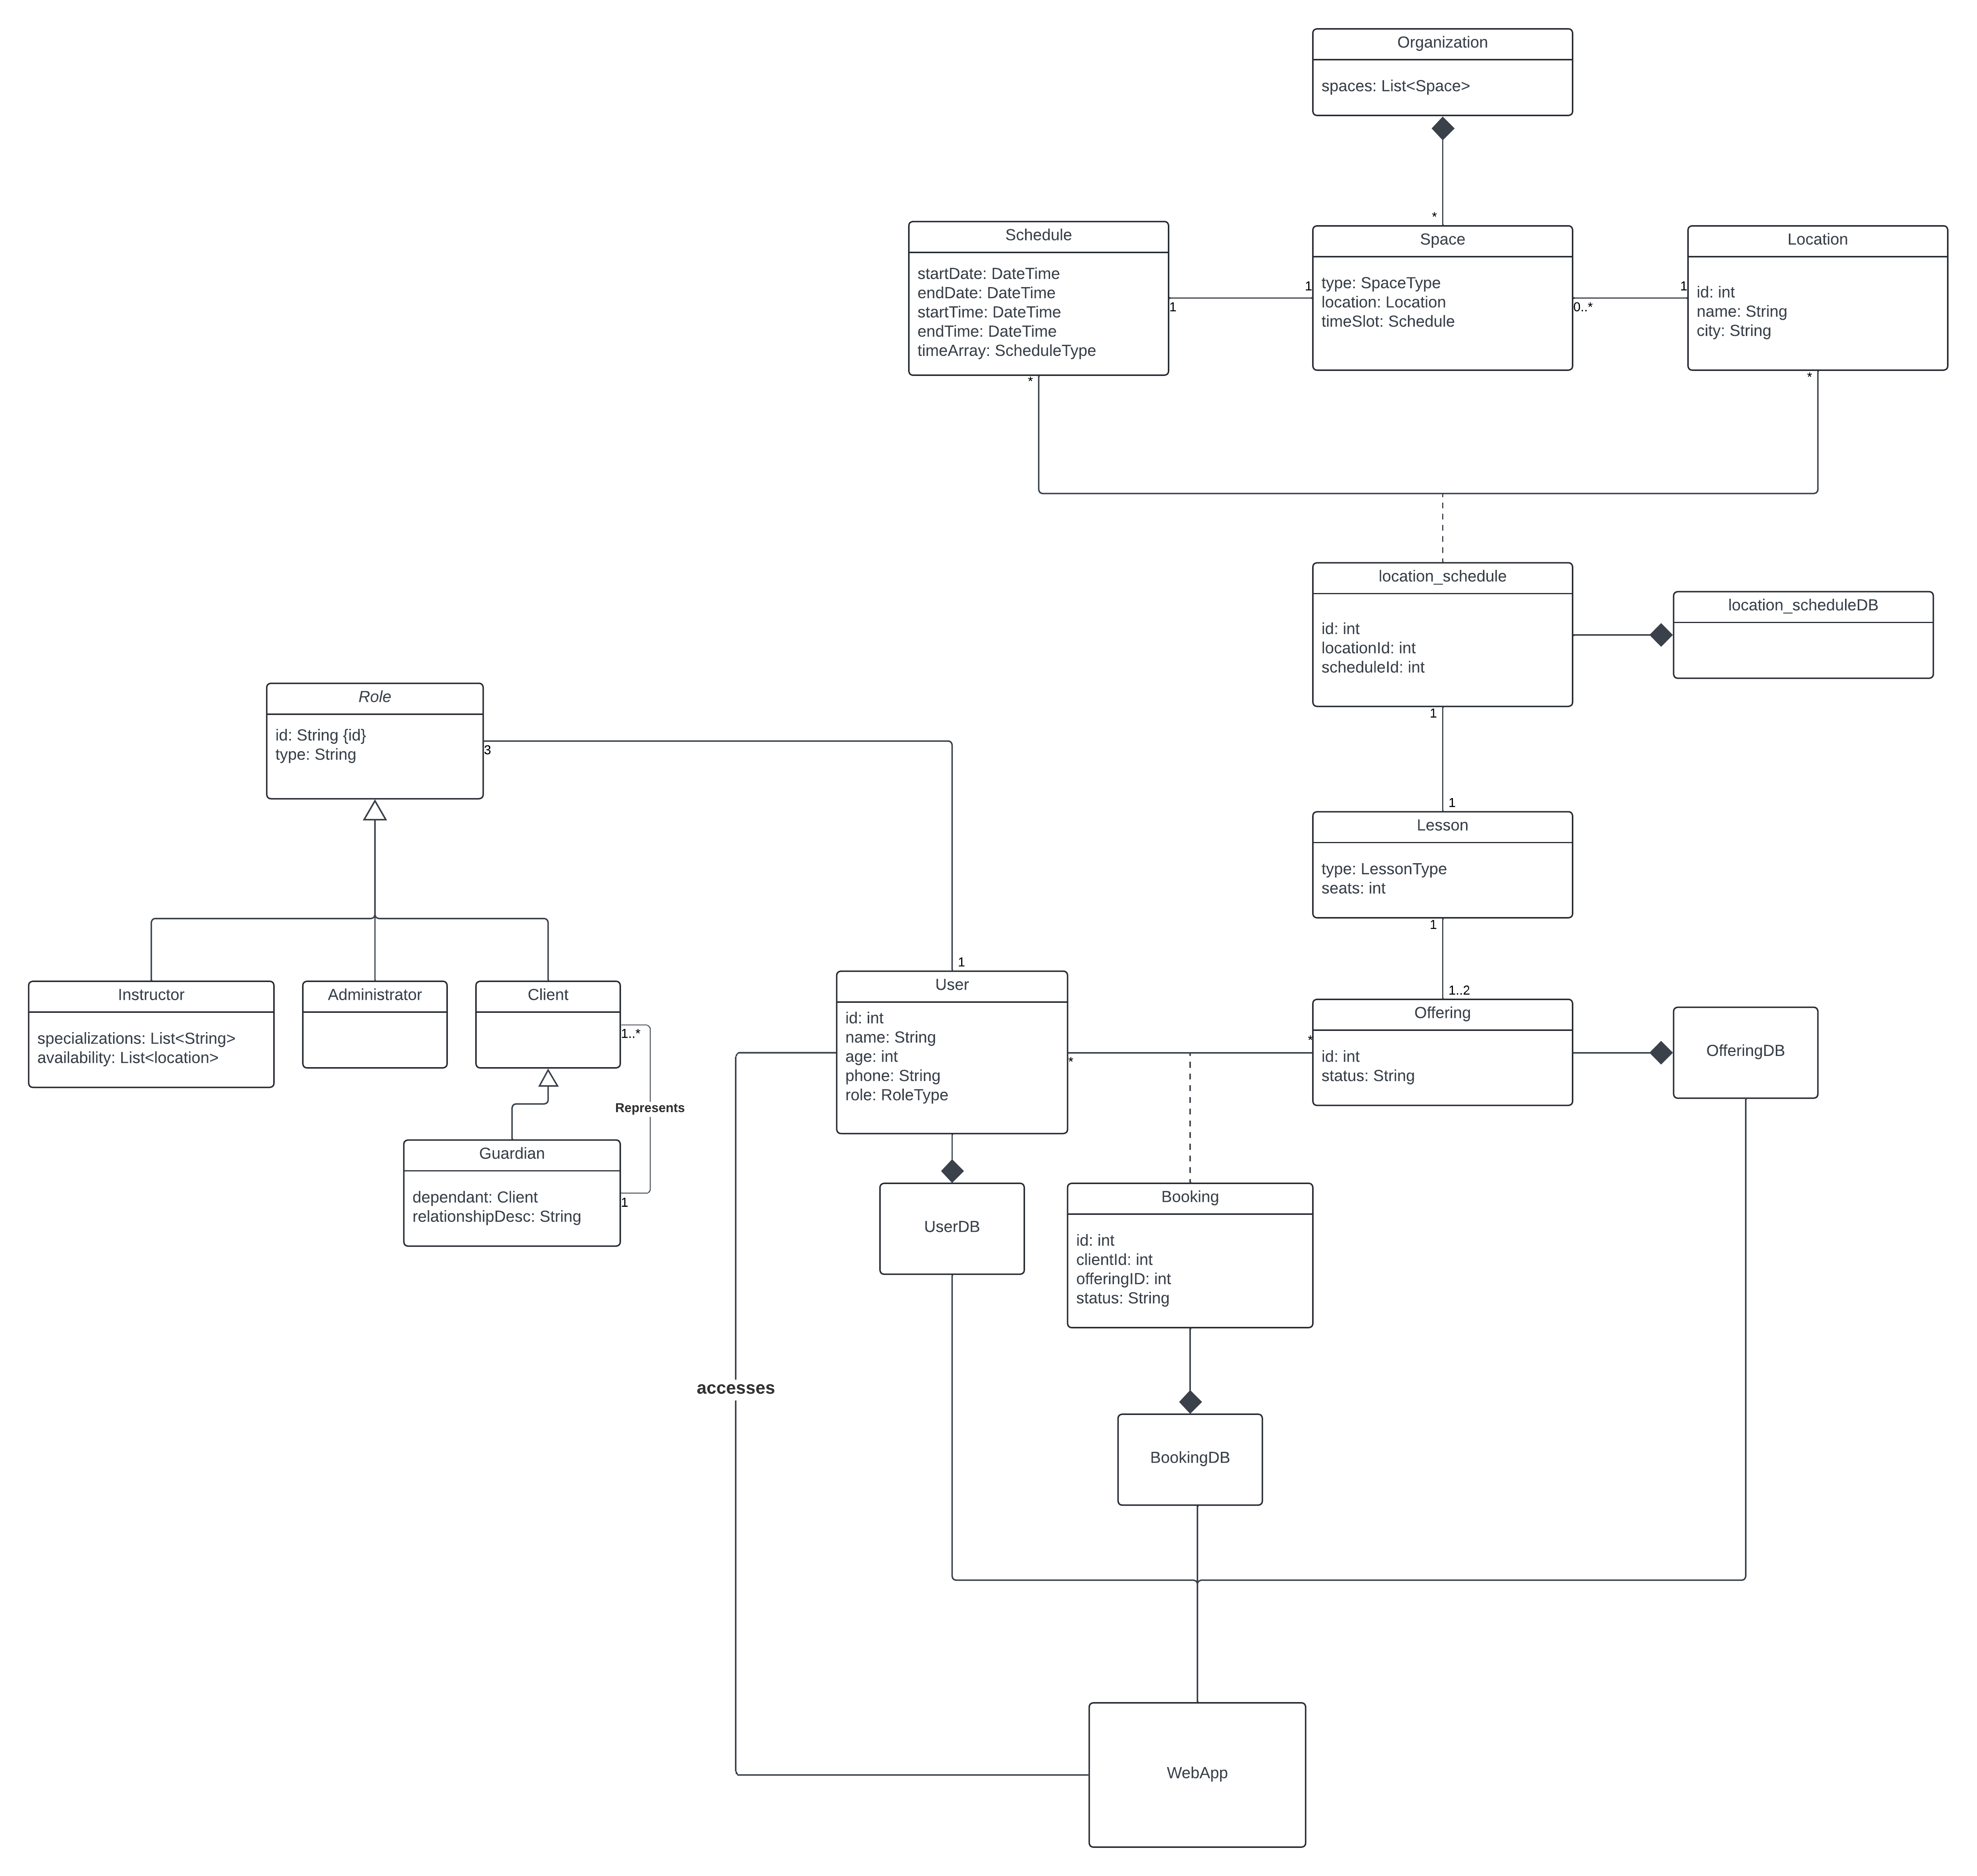 Organization
spaces: List<Space>
*
Schedule
startDate: DateTime
endDate: DateTime
startTime: DateTime
endTime: DateTime
timeArray: ScheduleType
1
1
*
Space
type: SpaceType
location: Location
timeSlot: Schedule
0..*
1
Location
id: int
name: String
city: String
*
location_schedule
id: int
locationId: int
scheduleId: int
1
location_scheduleDB
Role
id: String {id}
type: String
3
1
Lesson
type: LessonType
seats: int
1
1..2
Instructor
specializations: List<String>
availability: List<location>
Administrator
Client
1..*
Represents
Guardian
dependant: Client
relationshipDesc: String
1
1
User
id: int
name: String
age: int
phone: String
role: RoleType
*
*
Offering
id: int
status: String
OfferingDB
UserDB
Booking
id: int
clientId: int
offeringID: int
status: String
accesses
BookingDB
WebApp